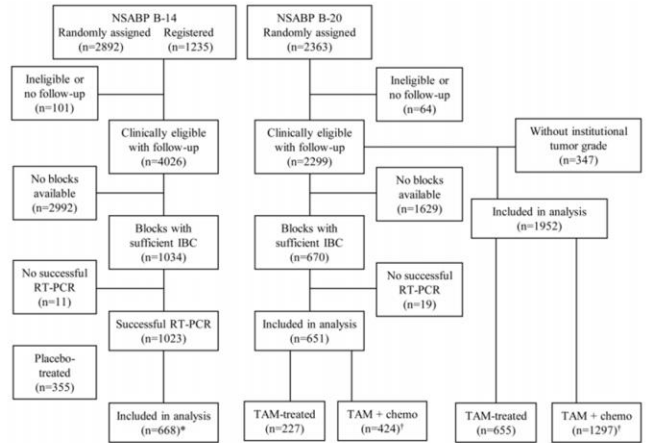 NSABP B-14
Randomly assigned Registered
(n=2892) (n=1235)
Ineligible or
no follow-up
(n=101)
Clinically eligible
with follow-up
(n=4026)
No blocks
available
(n=2992)
Blocks with
sufficient IBC
(n=1034)
No successful
RT-PCR
(n=11)
Successful RT-PCR
(n=1023)
Placebo-
treated
(n=355)
Included in analysis
(n=668)*
NSABP B-20
Randomly assigned
(n=2363)
Ineligible or
no follow-up
(n=64)
Clinically eligible
with follow-up
(n=2299)
Without institutional
tumor grade
(n=347)
No blocks
available
(n=1629)
Included in analysis
(n=1952)
Blocks with
sufficient IBC
(n=670)
No successful
RT-PCR
(n=19)
Included in analysis
(n=651)
TAM-treated
(n=227)
TAM + chemo
(n=424)†
TAM-treated
(n=655)
TAM + chemo
(n=1297)†